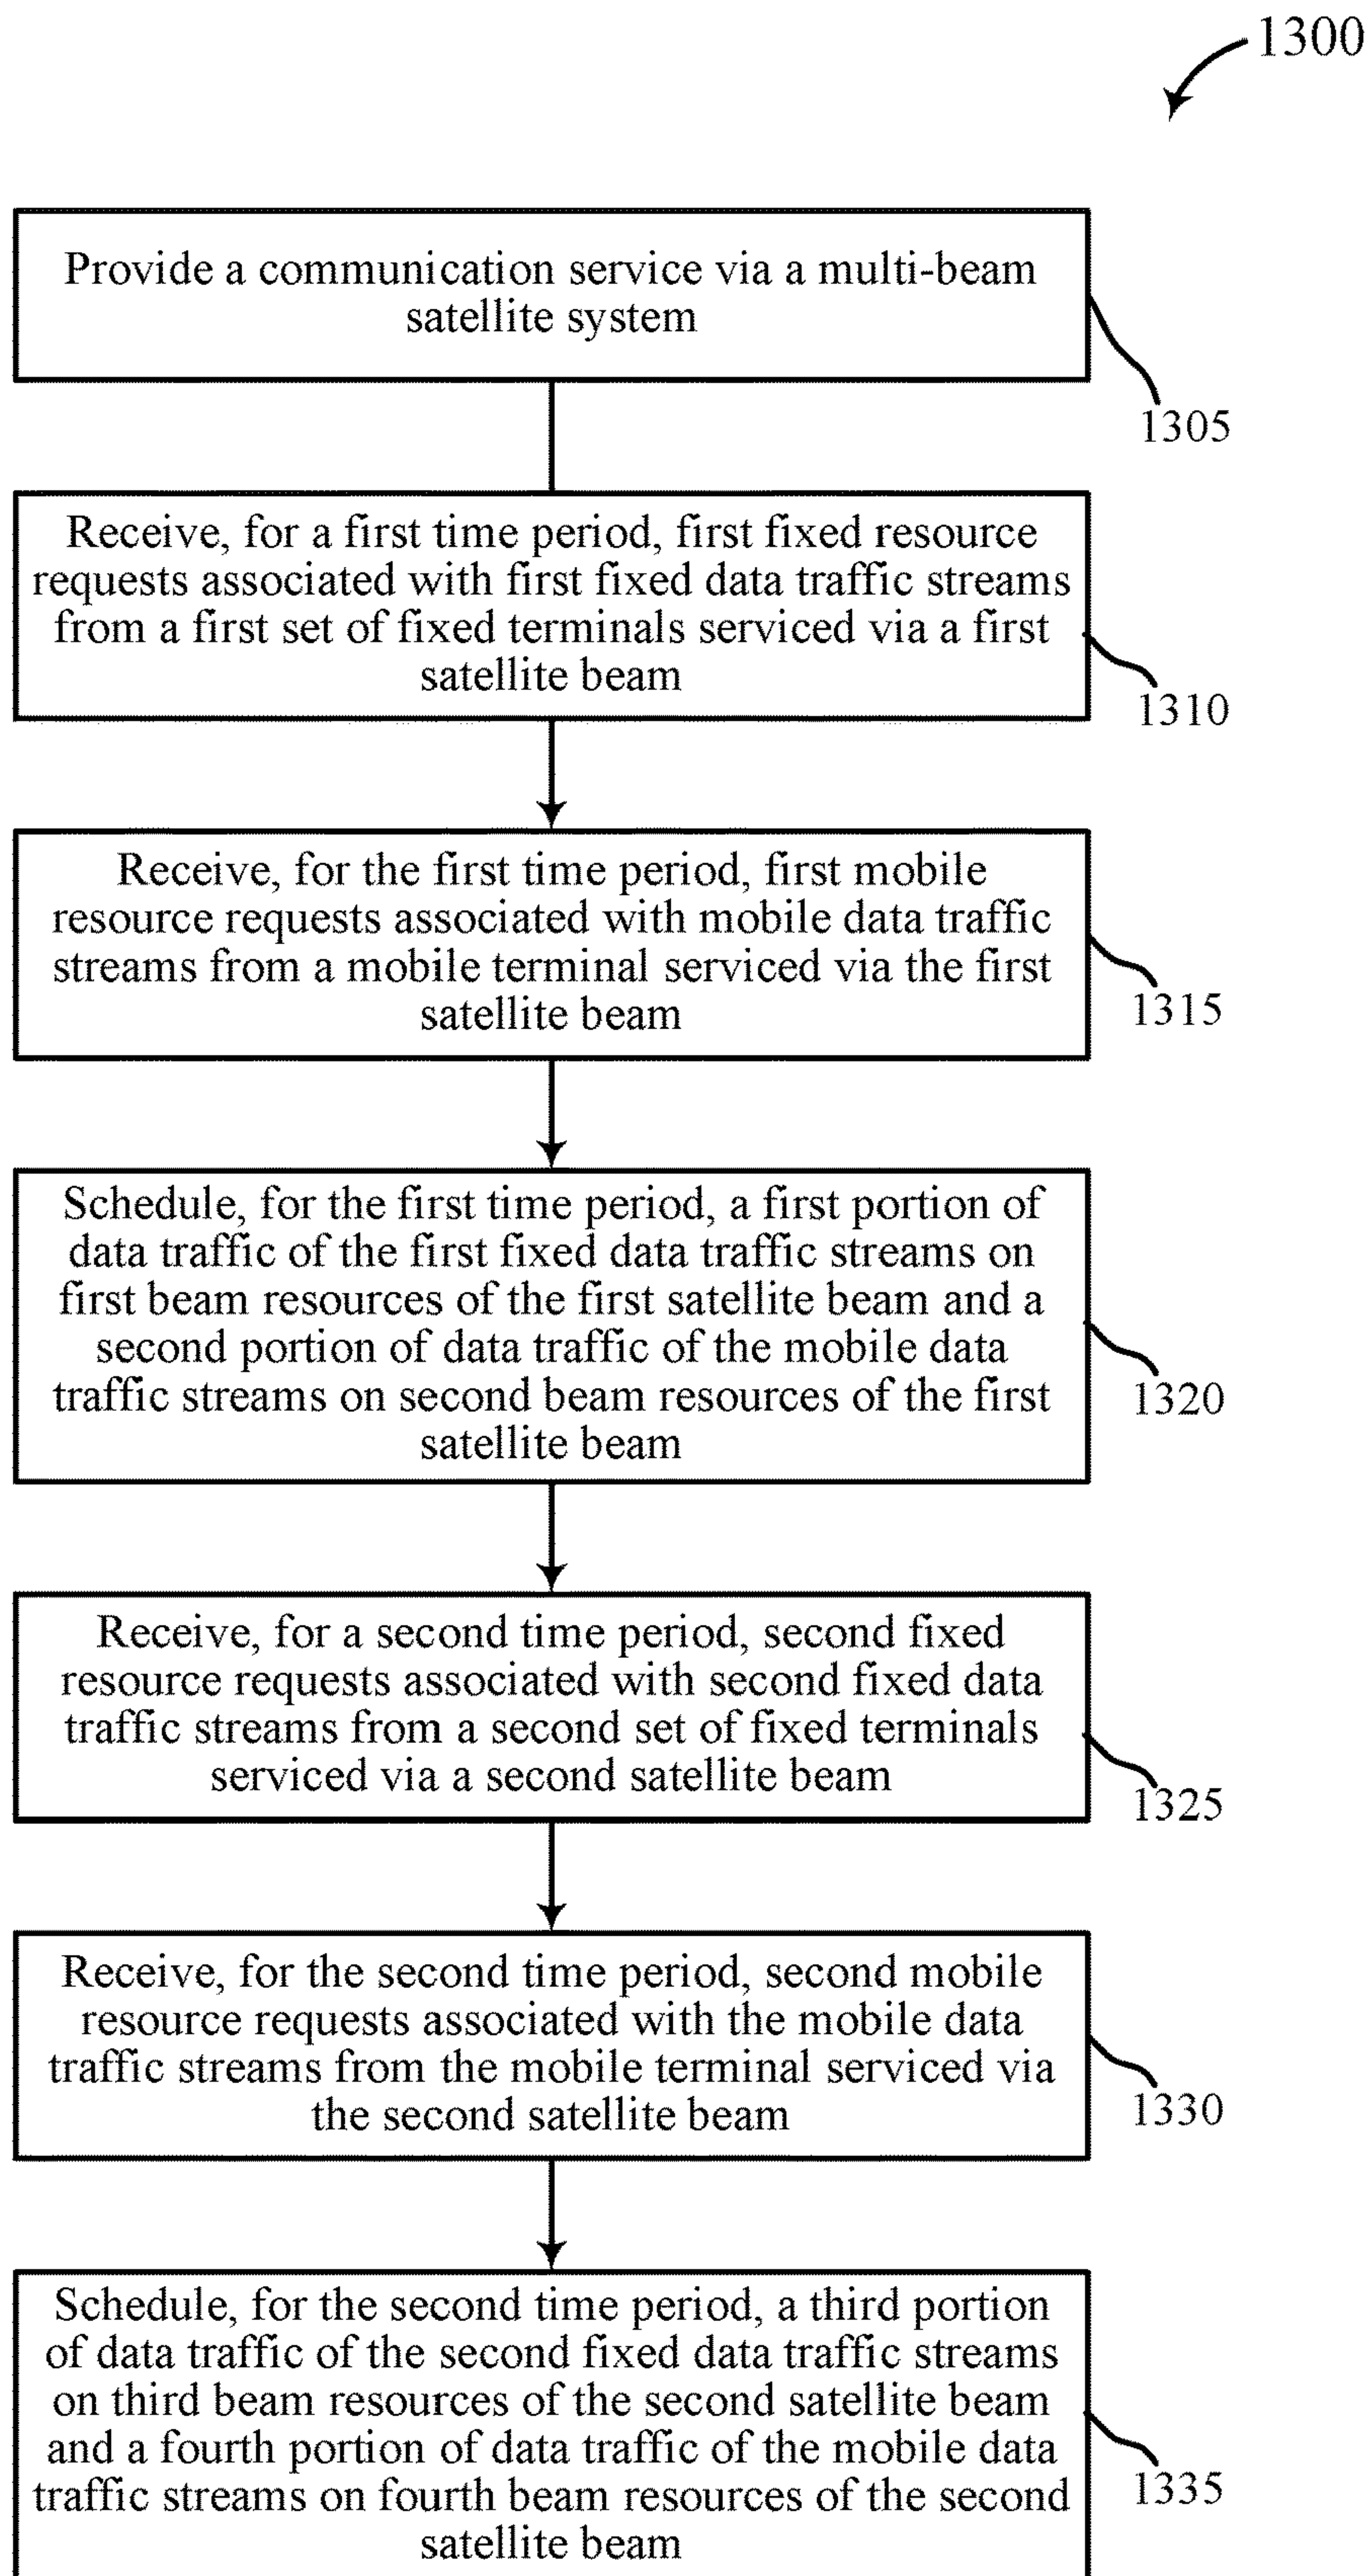 1300
Provide a communication service via a multi-beam
satellite system
1305
Receive, for a first time period, first fixed resource
requests associated with first fixed data traffic streams
from a first set of fixed terminals serviced via a first
satellite beam
1310
Receive, for the first time period, first mobile
resource requests associated with mobile data traffic
streams from a mobile terminal serviced via the first
satellite beam
1315
Schedule, for the first time period, a first portion of
data traffic of the first fixed data traffic streams on
first beam resources of the first satellite beam and a
second portion of data traffic of the mobile data
traffic streams on second beam resources of the first
satellite beam
1320
Receive, for a second time period, second fixed
resource requests associated with second fixed data
traffic streams from a second set of fixed terminals
serviced via a second satellite beam
1325
Receive, for the second time period, second mobile
resource requests associated with the mobile data
traffic streams from the mobile terminal serviced via
the second satellite beam
1330
Schedule, for the second time period, a third portion
of data traffic of the second fixed data traffic streams
on third beam resources of the second satellite beam
and a fourth portion of data traffic of the mobile data
traffic streams on fourth beam resources of the second
satellite beam
1335